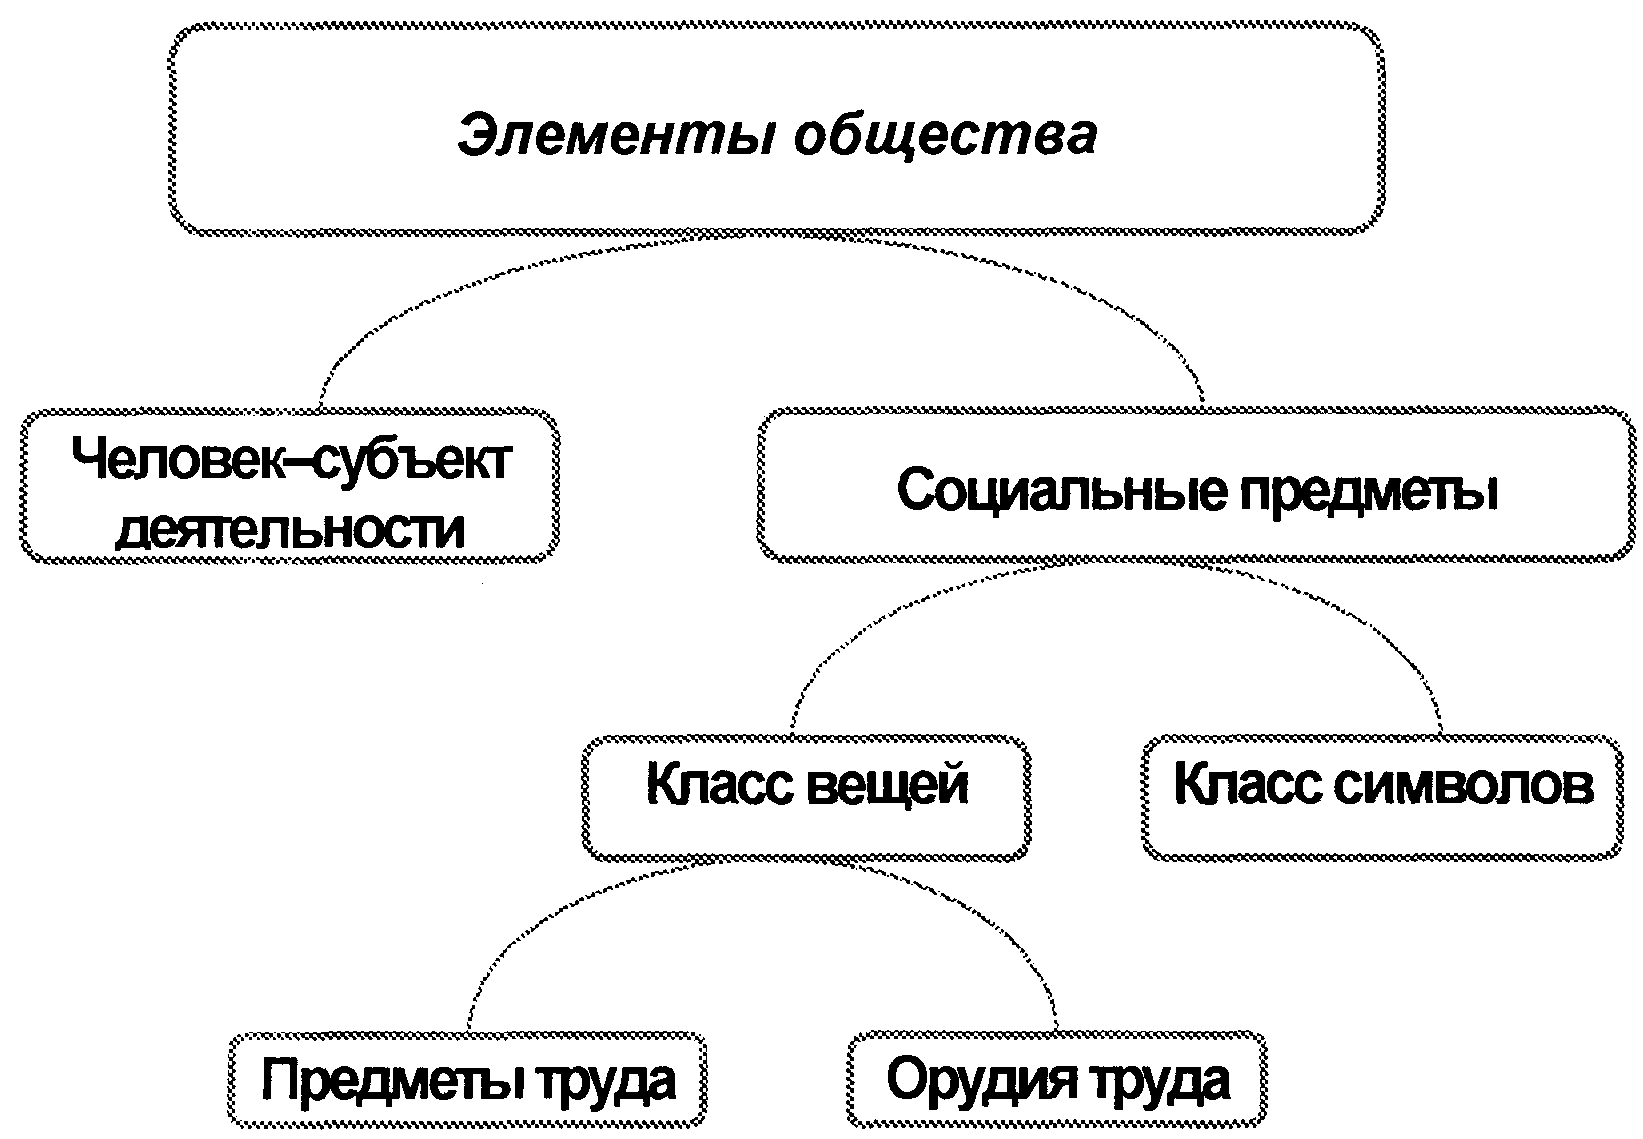 Элементы общества
Человек–субъект
деятельности
Социальные предметы
Класс вещей
Класс символов
Предметы труда
Орудия труда